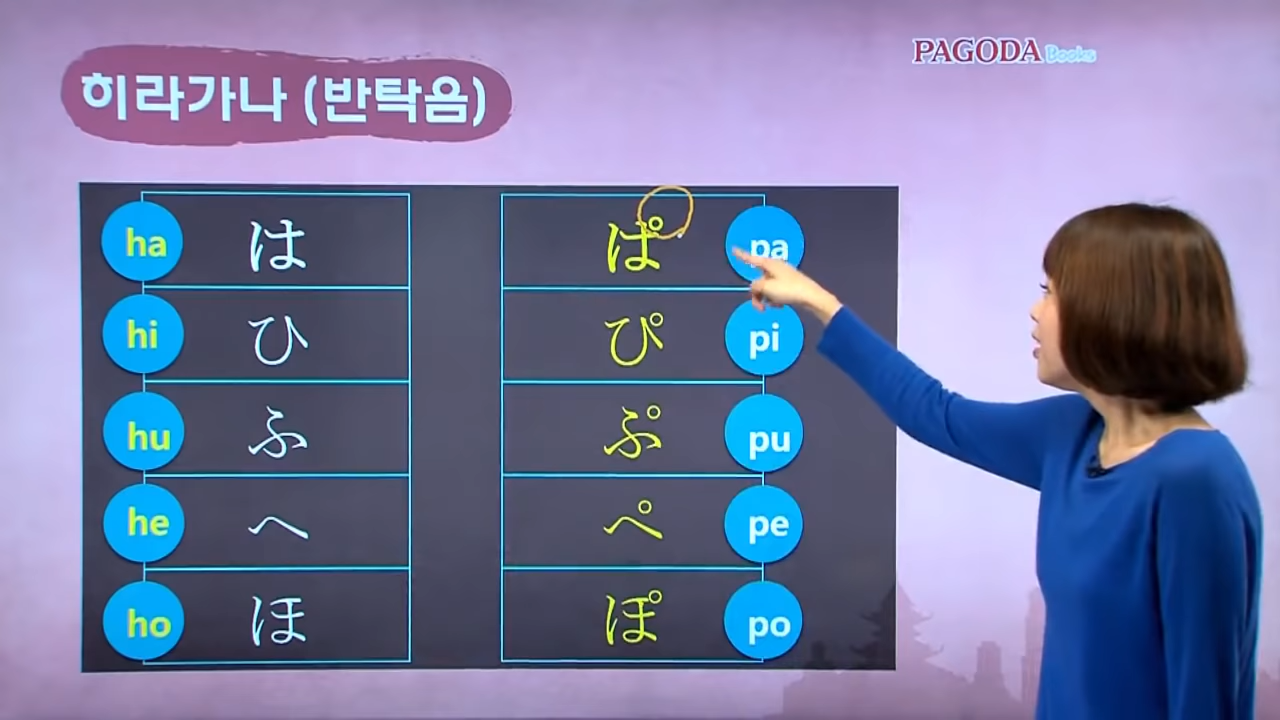 PAGODA Books
히라가나 (반탁음)
ha は ぱ pa
hi ひ ぴ pi
hu ふ ぷ pu
he へ ぺ pe
ho ほ ぽ po